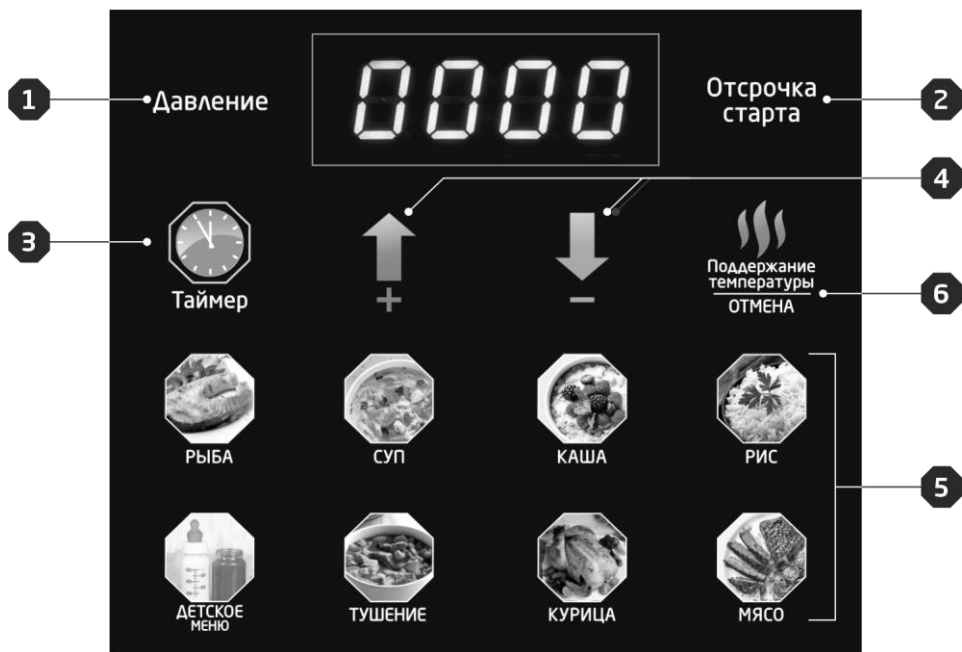 1
Давление
0000
Отсрочка
старта
2
4
3
Таймер
+
−
Поддержание
температуры
ОТМЕНА
6
РЫБА
СУП
КАША
РИС
5
ДЕТСКОЕ
МЕНЮ
ТУШЕНИЕ
КУРИЦА
МЯСО